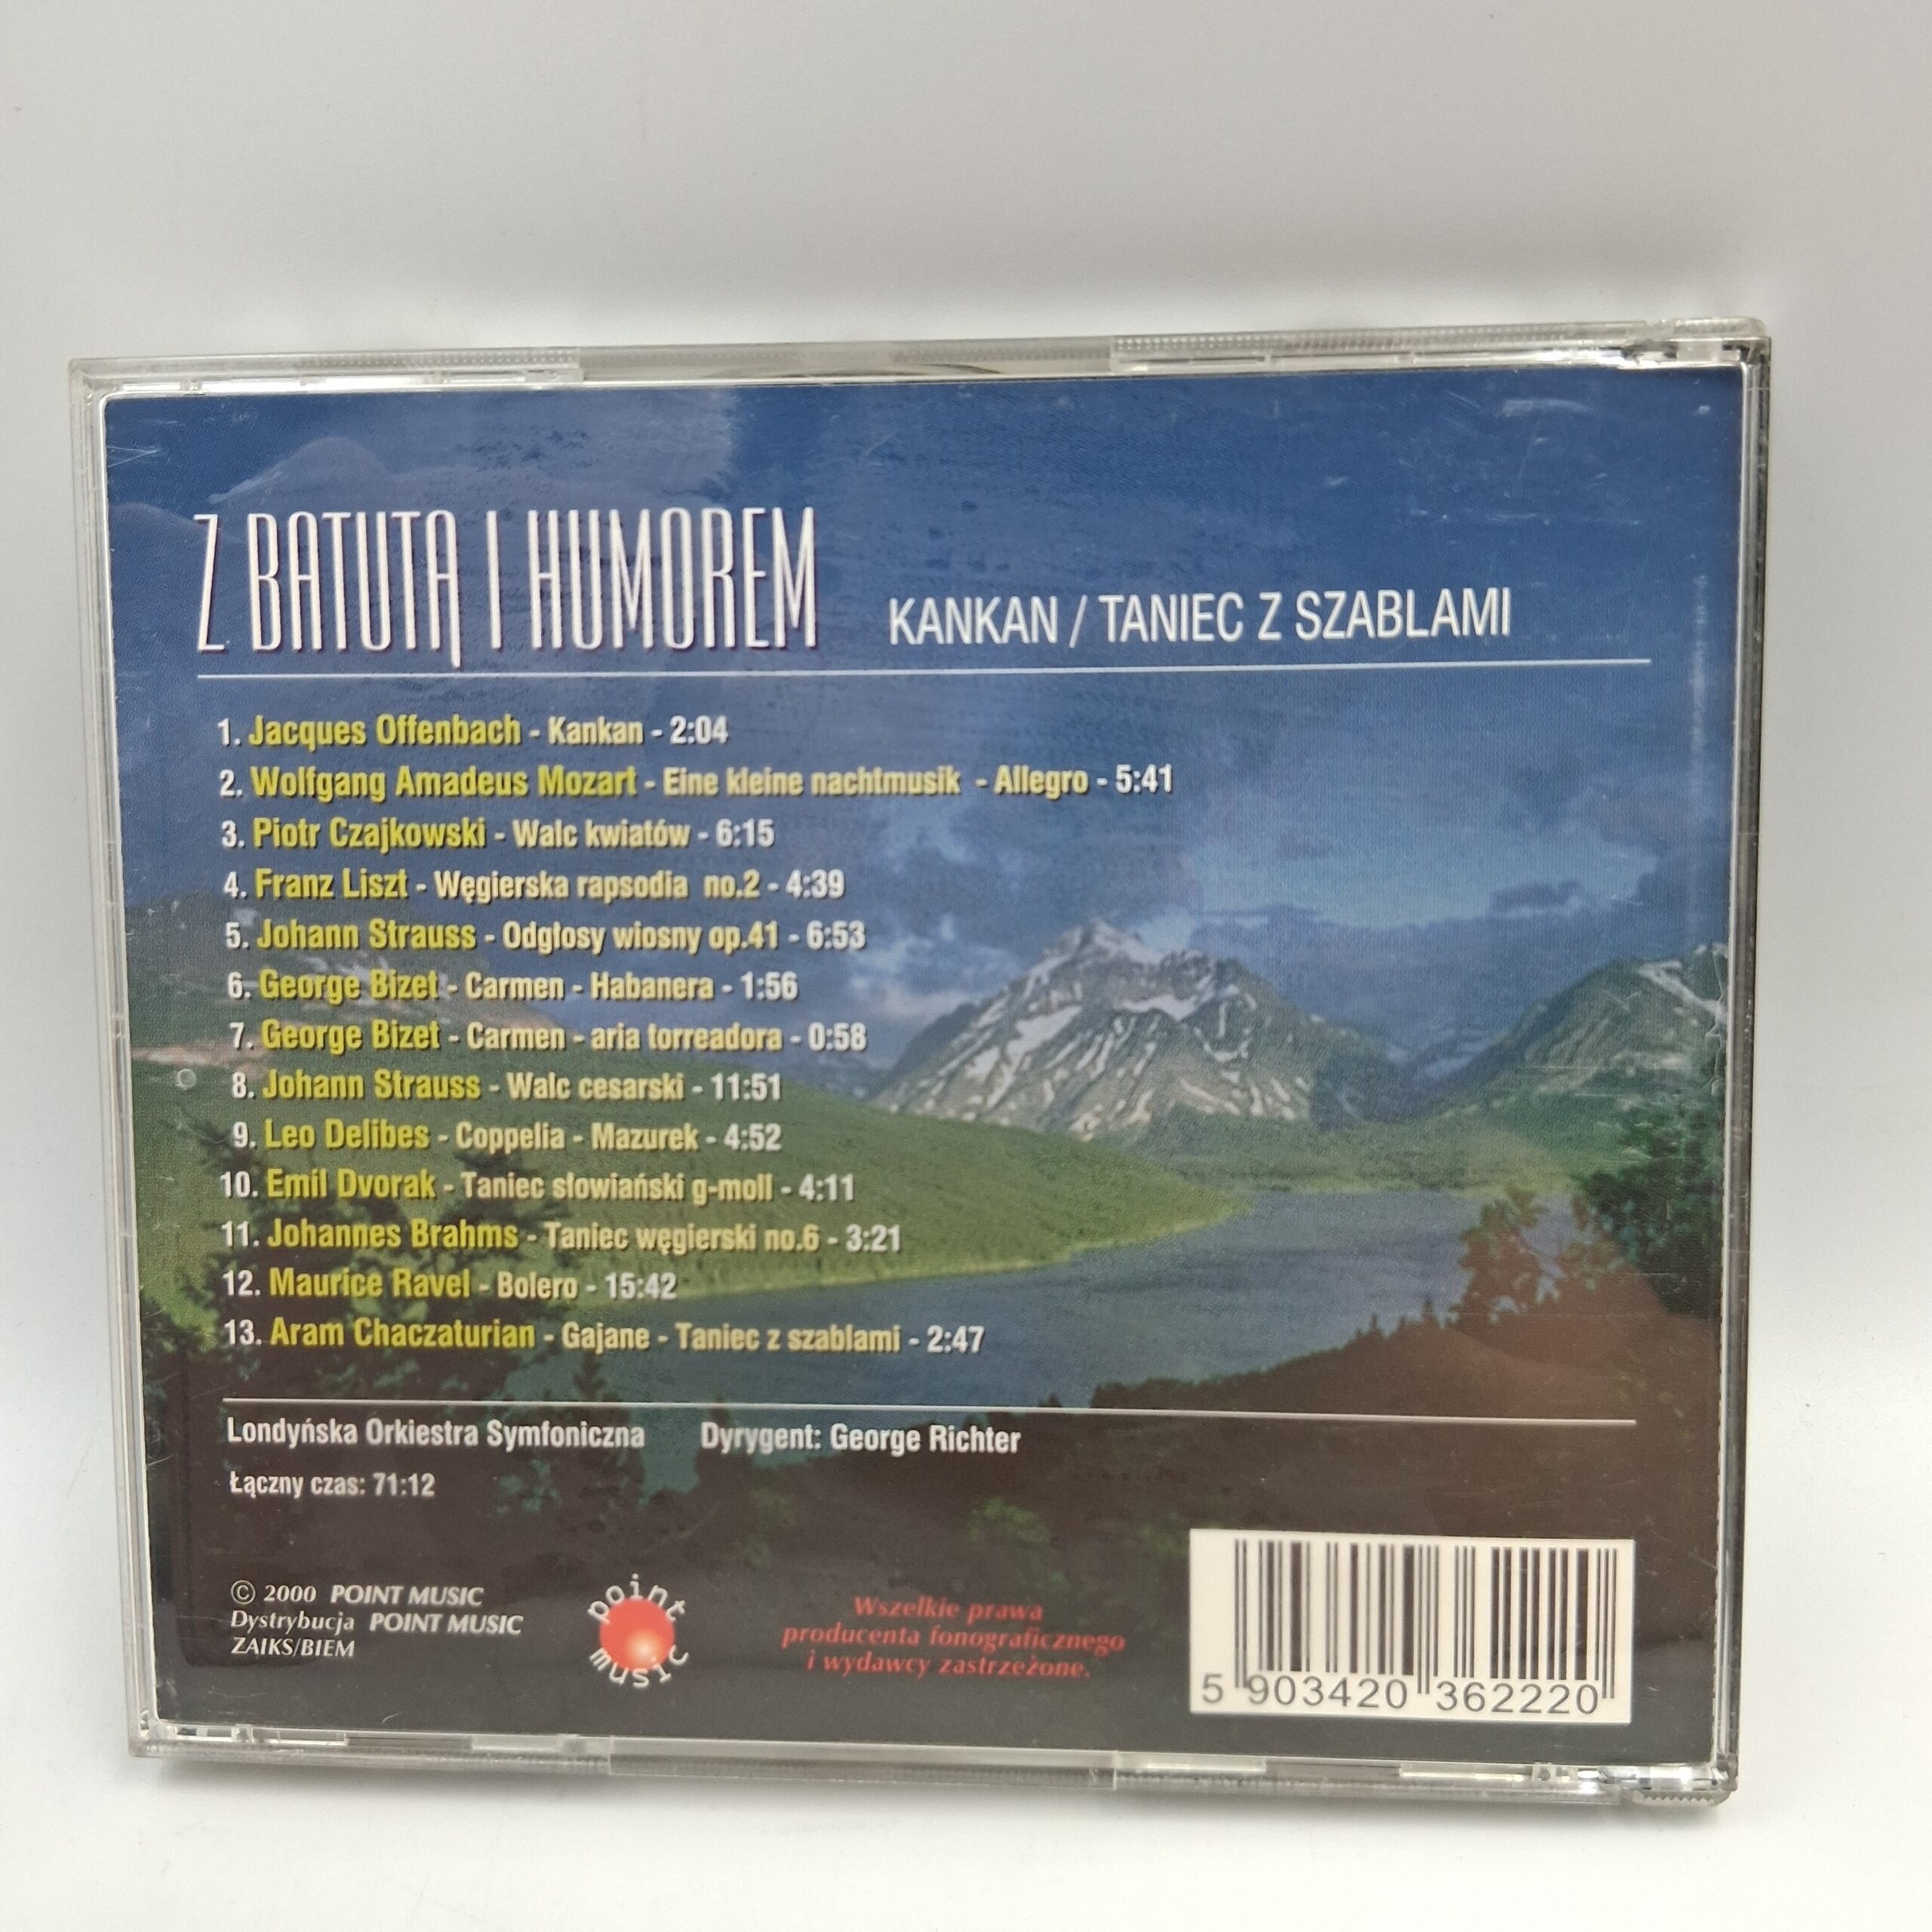 Z BATUTĄ I HUMOREM
KANKAN / TANIEC Z SZABLAMI
1. Jacques Offenbach - Kankan - 2:04
2. Wolfgang Amadeus Mozart - Eine kleine nachtmusik - Allegro - 5:41
3. Piotr Czajkowski - Walc kwiatów - 6:15
4. Franz Liszt - Węgierska rapsodia no.2 - 4:39
5. Johann Strauss - Odgłosy wiosny op.41 - 6:53
6. George Bizet - Carmen - Habanera - 1:56
7. George Bizet - Carmen - aria torreadora - 0:58
8. Johann Strauss - Walc cesarski - 11:51
9. Leo Delibes - Coppelia - Mazurek - 4:52
10. Emil Dvorak - Taniec słowiański g-moll - 4:11
11. Johannes Brahms - Taniec węgierski no.6 - 3:21
12. Maurice Ravel - Bolero - 15:42
13. Aram Chaczaturian - Gajane - Taniec z szablami - 2:47
Londyńska Orkiestra Symfoniczna Dyrygent: George Richter
Łączny czas: 71:12
© 2000 POINT MUSIC
Dystrybucja POINT MUSIC
ZAIKS/BIEM
point
music
Wszelkie prawa
producenta fonograficznego
i wydawcy zastrzeżone.
5 903420 362220